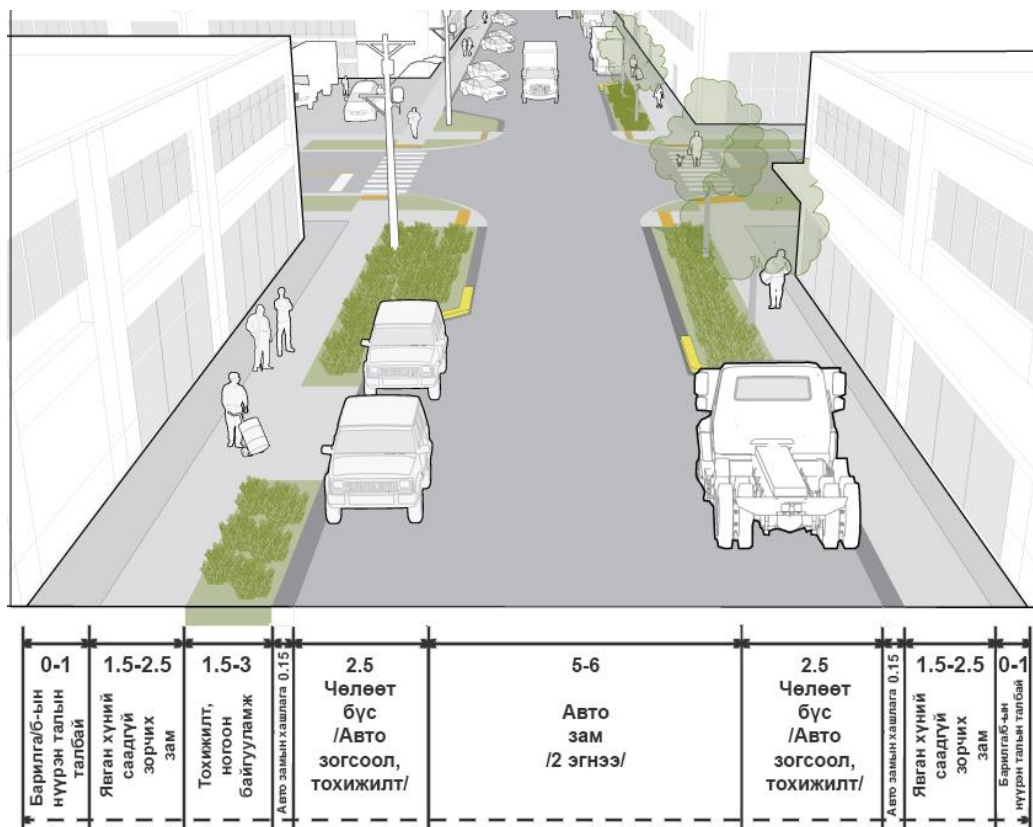 0-1
Барилга/б-ын
нүүрэн талын
талбай
1.5-2.5
Явган хүний
саадгүй
зорчих
зам
1.5-3
Тохижилт,
ногоон
байгууламж
Авто замын хашлага 0.15
2.5
Чөлөөт
бүс
/Авто
зогсоол,
тохижилт/
5-6
Авто
зам
/2 эгнээ/
2.5
Чөлөөт
бүс
/Авто
зогсоол,
тохижилт/
Авто замын хашлага 0.15
1.5-2.5
Явган хүний
саадгүй
зорчих
зам
0-1
Барилга/б-ын
нүүрэн талын талбай